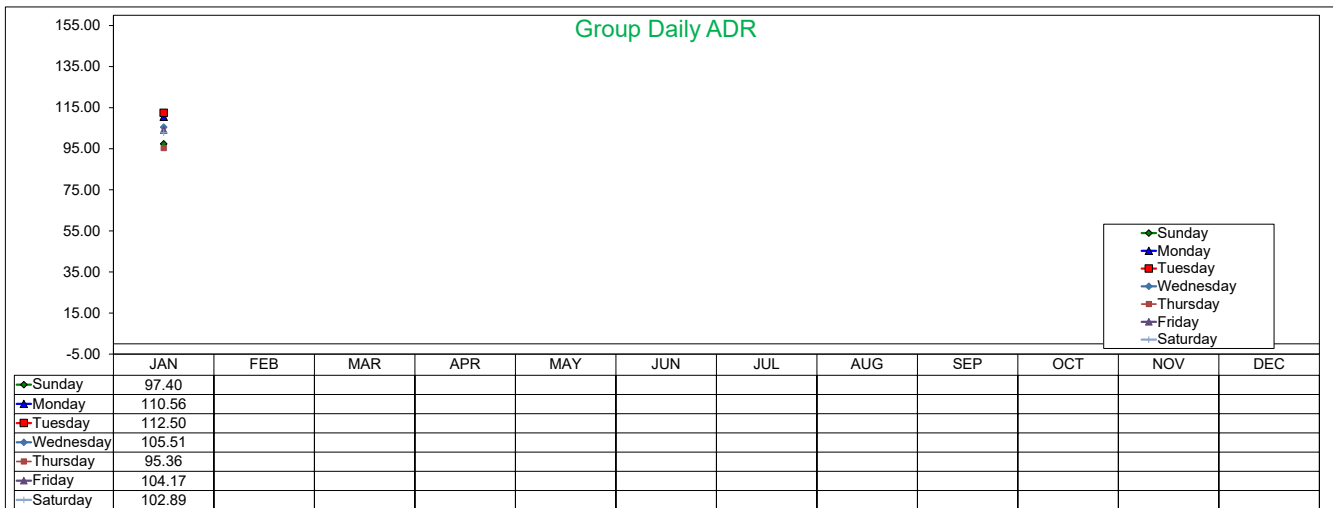 Group Daily ADR
155.00
135.00
115.00
95.00
75.00
55.00
35.00
15.00
-5.00
Sunday
Monday
Tuesday
Wednesday
Thursday
Friday
Saturday
JAN FEB MAR APR MAY JUN JUL AUG SEP OCT NOV DEC
Sunday 97.40
Monday 110.56
Tuesday 112.50
Wednesday 105.51
Thursday 95.36
Friday 104.17
Saturday 102.89